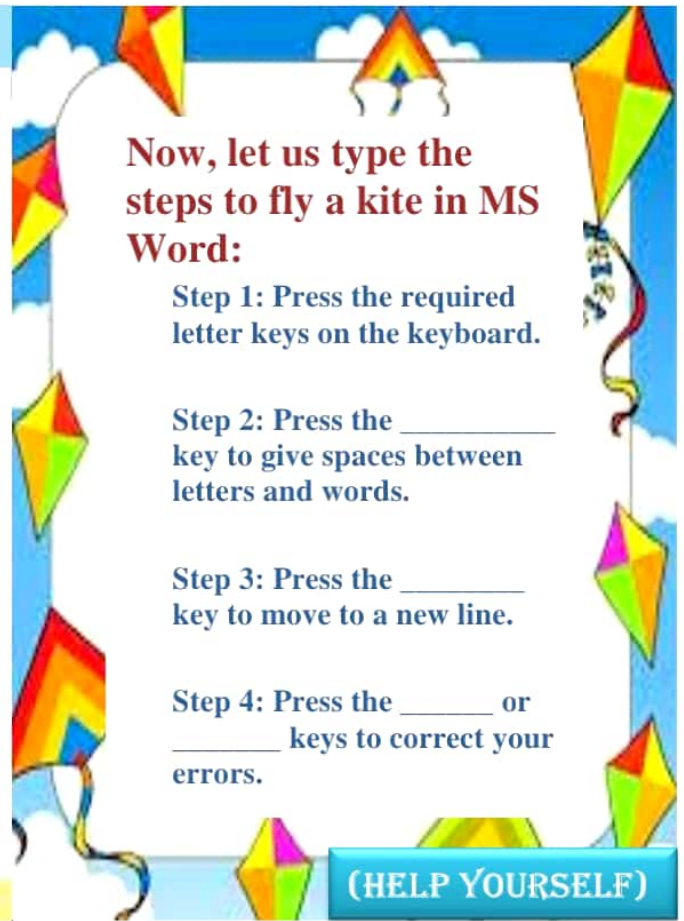 Now, let us type the
steps to fly a kite in MS
Word:
Step 1: Press the required
letter keys on the keyboard.
Step 2: Press the __________
key to give spaces between
letters and words.
Step 3: Press the ________
key to move to a new line.
Step 4: Press the ______ or
_______ keys to correct your
errors.
(HELP YOURSELF)